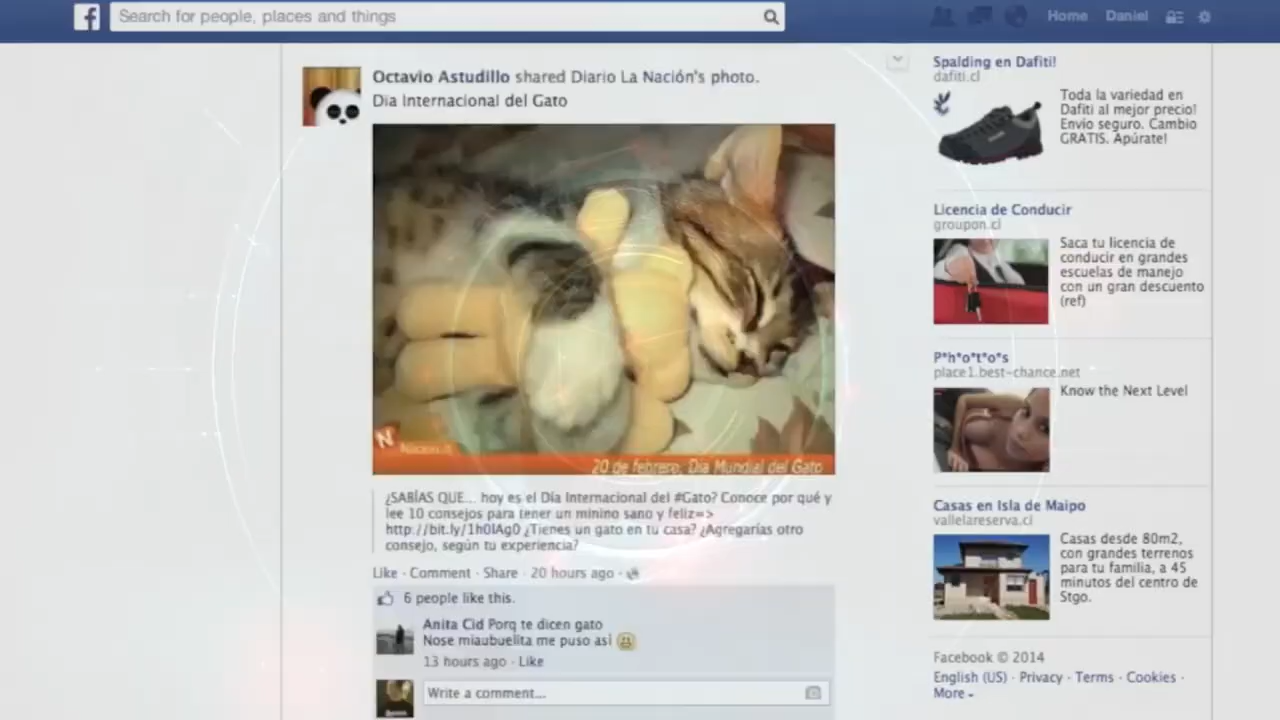 f
Search for people, places and things
Home
Daniel
Octavio Astudillo shared Diario La Nación's photo.
Dia Internacional del Gato
N
20 de febrero, Día Mundial del Gato
¿SABÍAS QUE... hoy es el Día Internacional del #Gato? Conoce por qué y
lee 10 consejos para tener un minino sano y feliz=>
http://bit.ly/1h0lAg0 ¿Tienes un gato en tu casa? ¿Agregarías otro
consejo, según tu experiencia?
Like · Comment · Share · 20 hours ago ·
6 people like this.
Anita Cid Porq te dicen gato
Nose miaubuelita me puso asi
13 hours ago · Like
Write a comment...
Spalding en Dafiti!
dafiti.cl
Toda la variedad en
Dafiti al mejor precio!
Envío seguro. Cambio
GRATIS. Apúrate!
Licencia de Conducir
groupon.cl
Saca tu licencia de
conducir en grandes
escuelas de manejo
con un gran descuento
(ref)
P*h*o*t*o*s
place1.best-chance.net
Know the Next Level
Casas en Isla de Maipo
vallelareserva.cl
Casas desde 80m2,
con grandes terrenos
para tu familia, a 45
minutos del centro de
Stgo.
Facebook © 2014
English (US) · Privacy · Terms · Cookies ·
More